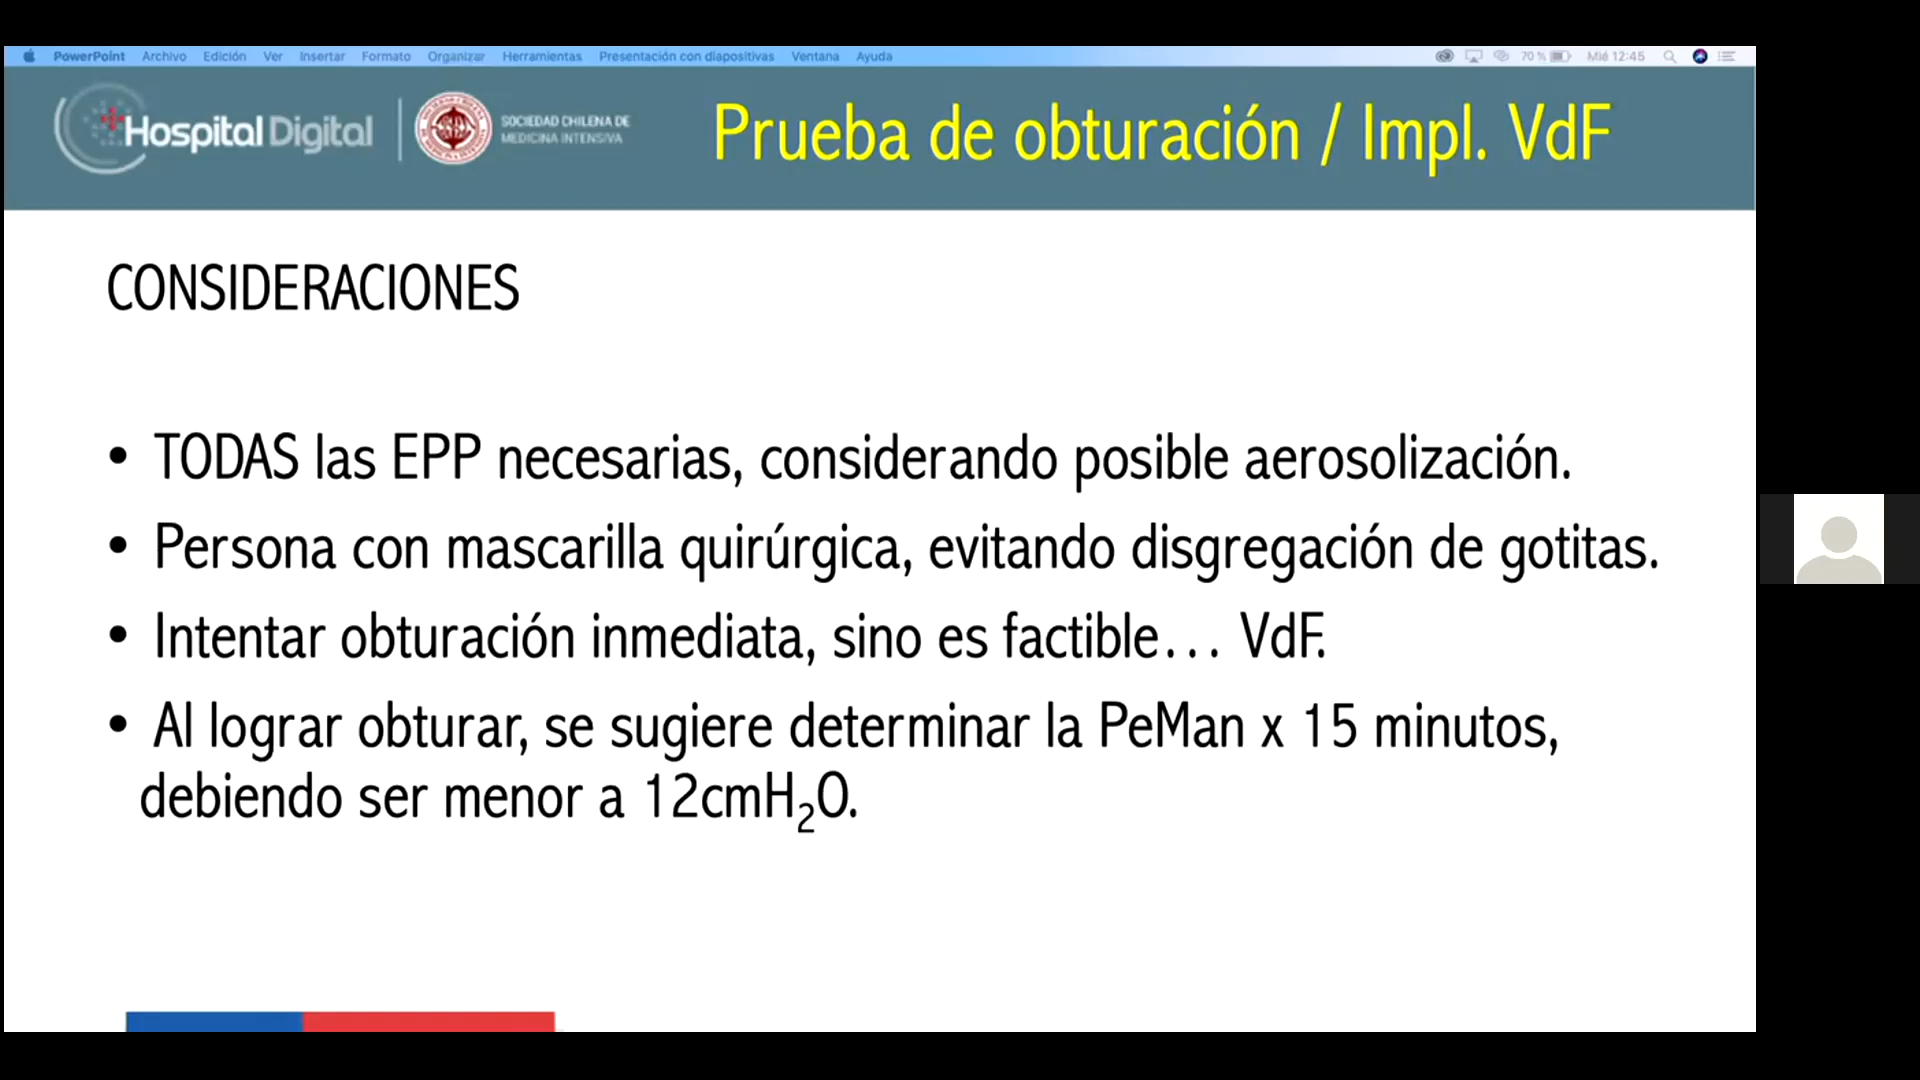 PowerPoint Archivo Edición Ver Insertar Formato Organizar Herramientas Presentación con diapositivas Ventana Ayuda 70 % Mié 12:45
Hospital Digital
SOCIEDAD CHILENA DE
MEDICINA INTENSIVA
Prueba de obturación / Impl. VdF
CONSIDERACIONES
• TODAS las EPP necesarias, considerando posible aerosolización.
• Persona con mascarilla quirúrgica, evitando disgregación de gotitas.
• Intentar obturación inmediata, sino es factible… VdF.
• Al lograr obturar, se sugiere determinar la PeMan x 15 minutos,
debiendo ser menor a 12cmH₂O.